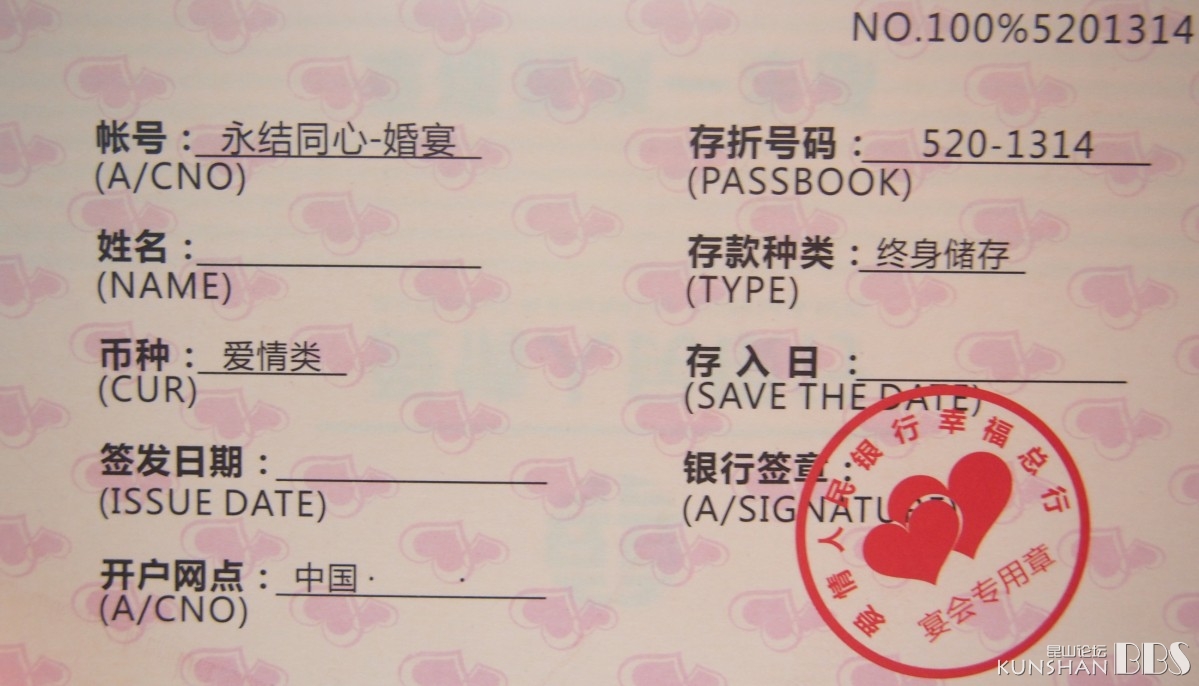 NO.100%5201314
帐号：永结同心-婚宴
(A/CNO)
存折号码：520-1314
(PASSBOOK)
姓名：
(NAME)
存款种类：终身储存
(TYPE)
币种：爱情类
(CUR)
存入日：
(SAVE THE DATE)
签发日期：
(ISSUE DATE)
银行签章：
(A/SIGNATURE)
开户网点：中国· ·
(A/CNO)
爱情人民银行幸福总行
宴会专用章
昆山论坛
KUNSHAN BBS